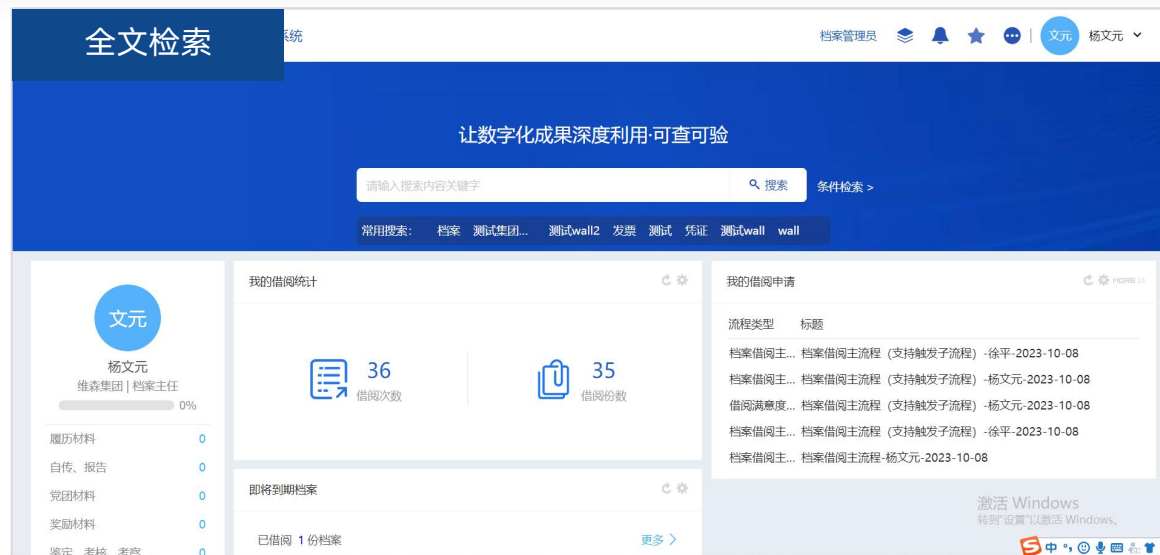 全文检索
系统
档案管理员
文元
杨文元
让数字化成果深度利用·可查可验
请输入搜索内容关键字
搜索
条件检索 >
常用搜索: 档案 测试集团... 测试wall2 发票 测试 凭证 测试wall wall
文元
杨文元
维森集团 | 档案主任
0%
履历材料 0
自传、报告 0
党团材料 0
奖励材料 0
鉴定、考核、考察 0
我的借阅统计
36
借阅次数
35
借阅份数
即将到期档案
已借阅 1 份档案
更多 >
我的借阅申请
MORE >>
流程类型 标题
档案借阅主... 档案借阅主流程（支持触发子流程）-徐平-2023-10-08
档案借阅主... 档案借阅主流程（支持触发子流程）-杨文元-2023-10-08
借阅满意度... 档案借阅主流程（支持触发子流程）-杨文元-2023-10-08
档案借阅主... 档案借阅主流程（支持触发子流程）-徐平-2023-10-08
档案借阅主... 档案借阅主流程-杨文元-2023-10-08
激活 Windows
转到"设置"以激活 Windows。
中